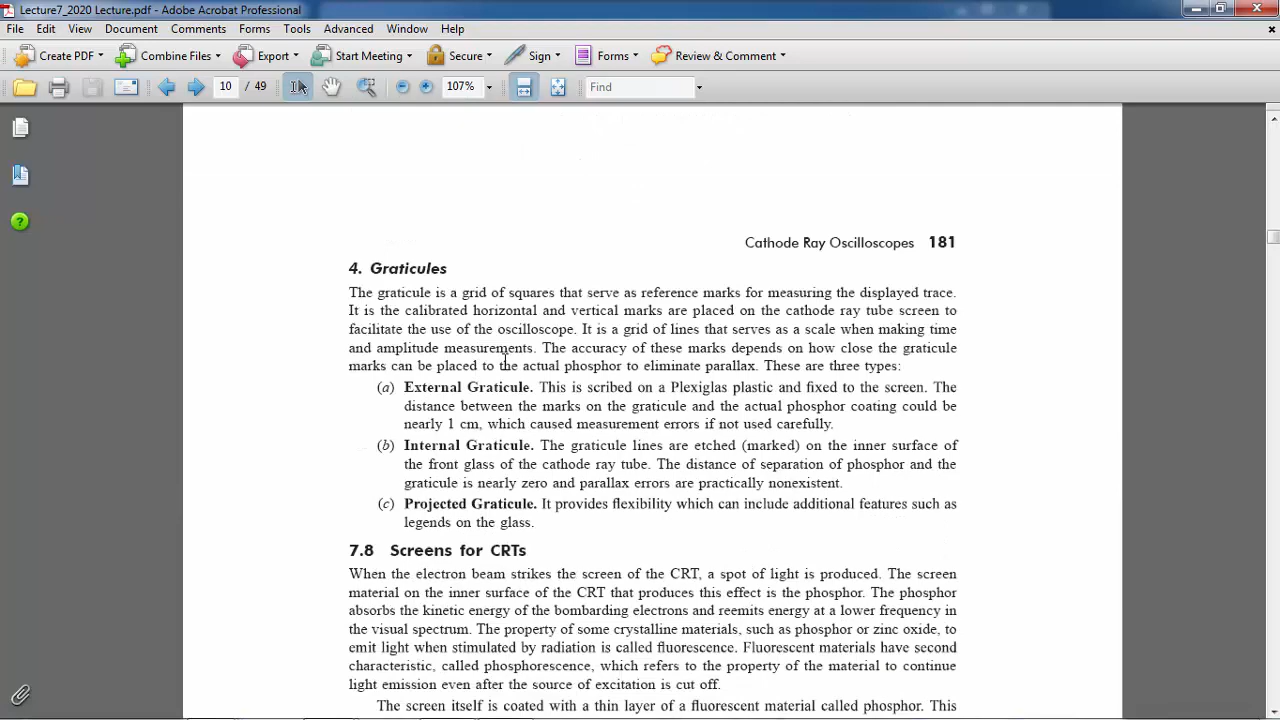 Lecture7_2020 Lecture.pdf - Adobe Acrobat Professional
File Edit View Document Comments Forms Tools Advanced Window Help
Create PDF Combine Files Export Start Meeting Secure Sign Forms Review & Comment
10 / 49 107% Find
Cathode Ray Oscilloscopes 181
4. Graticules
The graticule is a grid of squares that serve as reference marks for measuring the displayed trace.
It is the calibrated horizontal and vertical marks are placed on the cathode ray tube screen to
facilitate the use of the oscilloscope. It is a grid of lines that serves as a scale when making time
and amplitude measurements. The accuracy of these marks depends on how close the graticule
marks can be placed to the actual phosphor to eliminate parallax. These are three types:
(a) External Graticule. This is scribed on a Plexiglas plastic and fixed to the screen. The
distance between the marks on the graticule and the actual phosphor coating could be
nearly 1 cm, which caused measurement errors if not used carefully.
(b) Internal Graticule. The graticule lines are etched (marked) on the inner surface of
the front glass of the cathode ray tube. The distance of separation of phosphor and the
graticule is nearly zero and parallax errors are practically nonexistent.
(c) Projected Graticule. It provides flexibility which can include additional features such as
legends on the glass.
7.8 Screens for CRTs
When the electron beam strikes the screen of the CRT, a spot of light is produced. The screen
material on the inner surface of the CRT that produces this effect is the phosphor. The phosphor
absorbs the kinetic energy of the bombarding electrons and reemits energy at a lower frequency in
the visual spectrum. The property of some crystalline materials, such as phosphor or zinc oxide, to
emit light when stimulated by radiation is called fluorescence. Fluorescent materials have second
characteristic, called phosphorescence, which refers to the property of the material to continue
light emission even after the source of excitation is cut off.
The screen itself is coated with a thin layer of a fluorescent material called phosphor. This